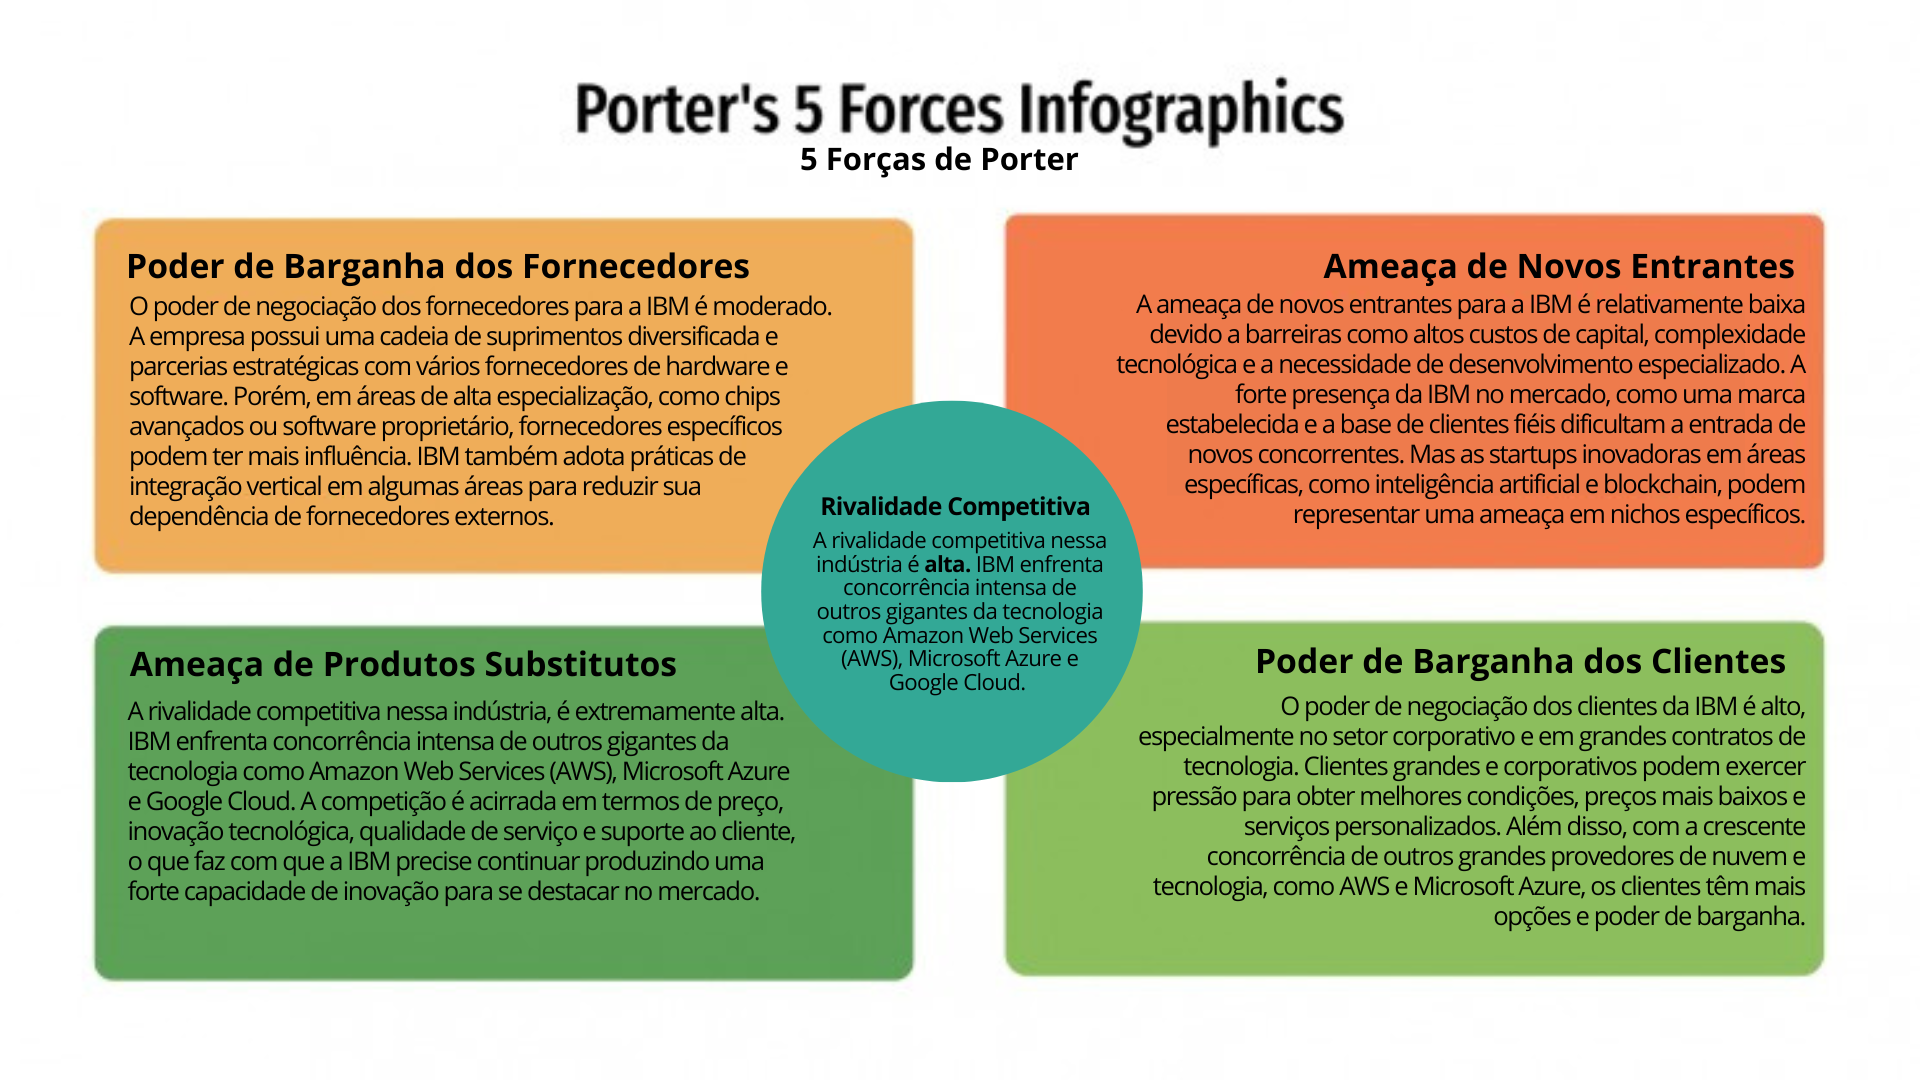 Porter's 5 Forces Infographics
5 Forças de Porter
Poder de Barganha dos Fornecedores
O poder de negociação dos fornecedores para a IBM é moderado.
A empresa possui uma cadeia de suprimentos diversificada e
parcerias estratégicas com vários fornecedores de hardware e
software. Porém, em áreas de alta especialização, como chips
avançados ou software proprietário, fornecedores específicos
podem ter mais influência. IBM também adota práticas de
integração vertical em algumas áreas para reduzir sua
dependência de fornecedores externos.
Ameaça de Novos Entrantes
A ameaça de novos entrantes para a IBM é relativamente baixa
devido a barreiras como altos custos de capital, complexidade
tecnológica e a necessidade de desenvolvimento especializado. A
forte presença da IBM no mercado, como uma marca
estabelecida e a base de clientes fiéis dificultam a entrada de
novos concorrentes. Mas as startups inovadoras em áreas
específicas, como inteligência artificial e blockchain, podem
representar uma ameaça em nichos específicos.
Rivalidade Competitiva
A rivalidade competitiva nessa
indústria é alta. IBM enfrenta
concorrência intensa de
outros gigantes da tecnologia
como Amazon Web Services
(AWS), Microsoft Azure e
Google Cloud.
Ameaça de Produtos Substitutos
A rivalidade competitiva nessa indústria, é extremamente alta.
IBM enfrenta concorrência intensa de outros gigantes da
tecnologia como Amazon Web Services (AWS), Microsoft Azure
e Google Cloud. A competição é acirrada em termos de preço,
inovação tecnológica, qualidade de serviço e suporte ao cliente,
o que faz com que a IBM precise continuar produzindo uma
forte capacidade de inovação para se destacar no mercado.
Poder de Barganha dos Clientes
O poder de negociação dos clientes da IBM é alto,
especialmente no setor corporativo e em grandes contratos de
tecnologia. Clientes grandes e corporativos podem exercer
pressão para obter melhores condições, preços mais baixos e
serviços personalizados. Além disso, com a crescente
concorrência de outros grandes provedores de nuvem e
tecnologia, como AWS e Microsoft Azure, os clientes têm mais
opções e poder de barganha.